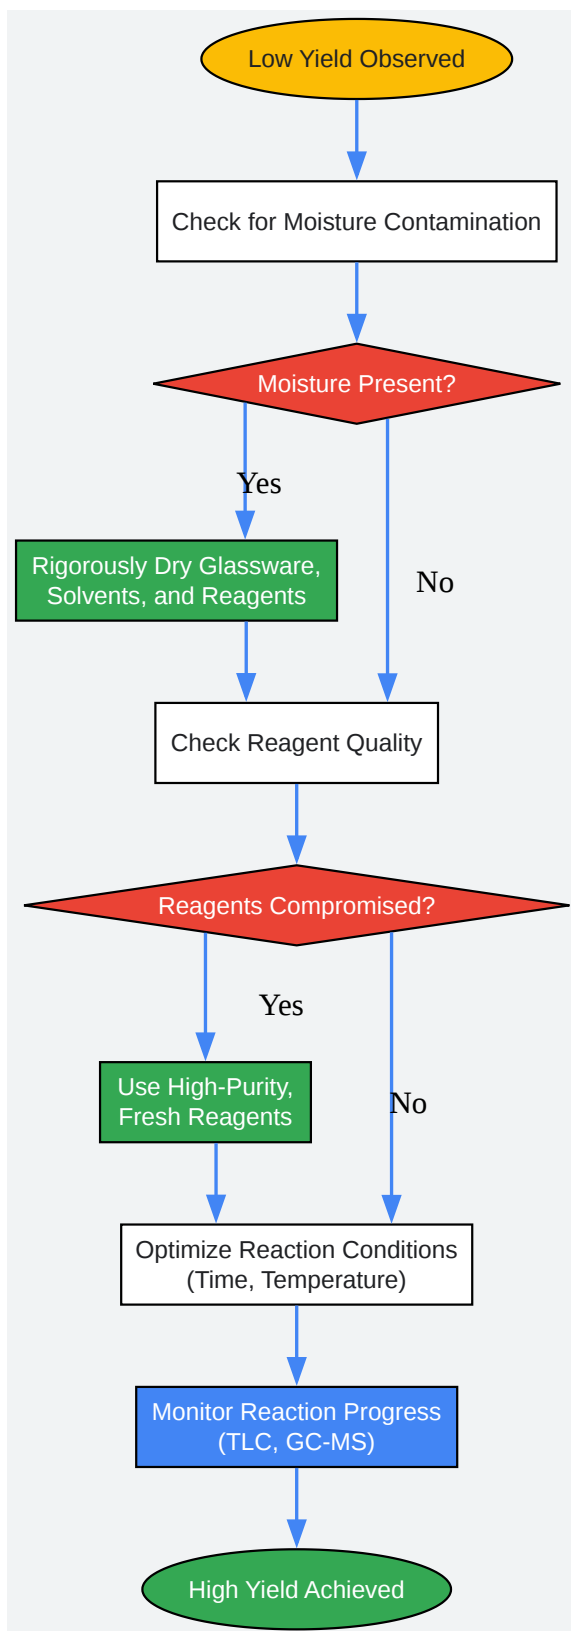 Low Yield Observed
Check for Moisture Contamination
Moisture Present?
Yes
Rigorously Dry Glassware,
Solvents, and Reagents
No
Check Reagent Quality
Reagents Compromised?
Yes
Use High-Purity,
Fresh Reagents
No
Optimize Reaction Conditions
(Time, Temperature)
Monitor Reaction Progress
(TLC, GC-MS)
High Yield Achieved